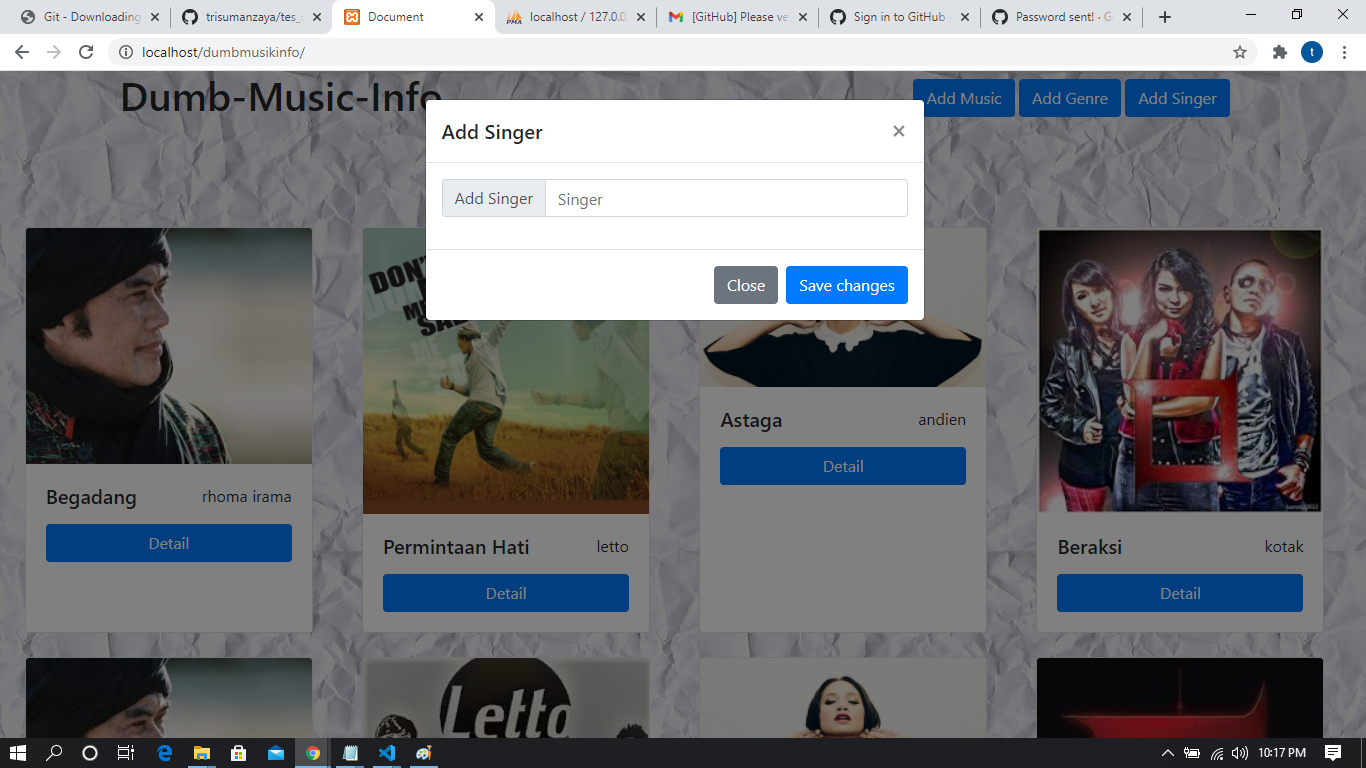 Git - Downloading
trisumanzaya/tes_
Document
localhost / 127.0.0
[GitHub] Please ve
Sign in to GitHub
Password sent! · G
localhost/dumbmusikinfo/
t
Dumb-Music-Info
Add Music
Add Genre
Add Singer
Add Singer
×
Add Singer
Singer
Close
Save changes
DON'T
Begadang
rhoma irama
Detail
Permintaan Hati
letto
Detail
Astaga
andien
Detail
Beraksi
kotak
Detail
Letto
10:17 PM